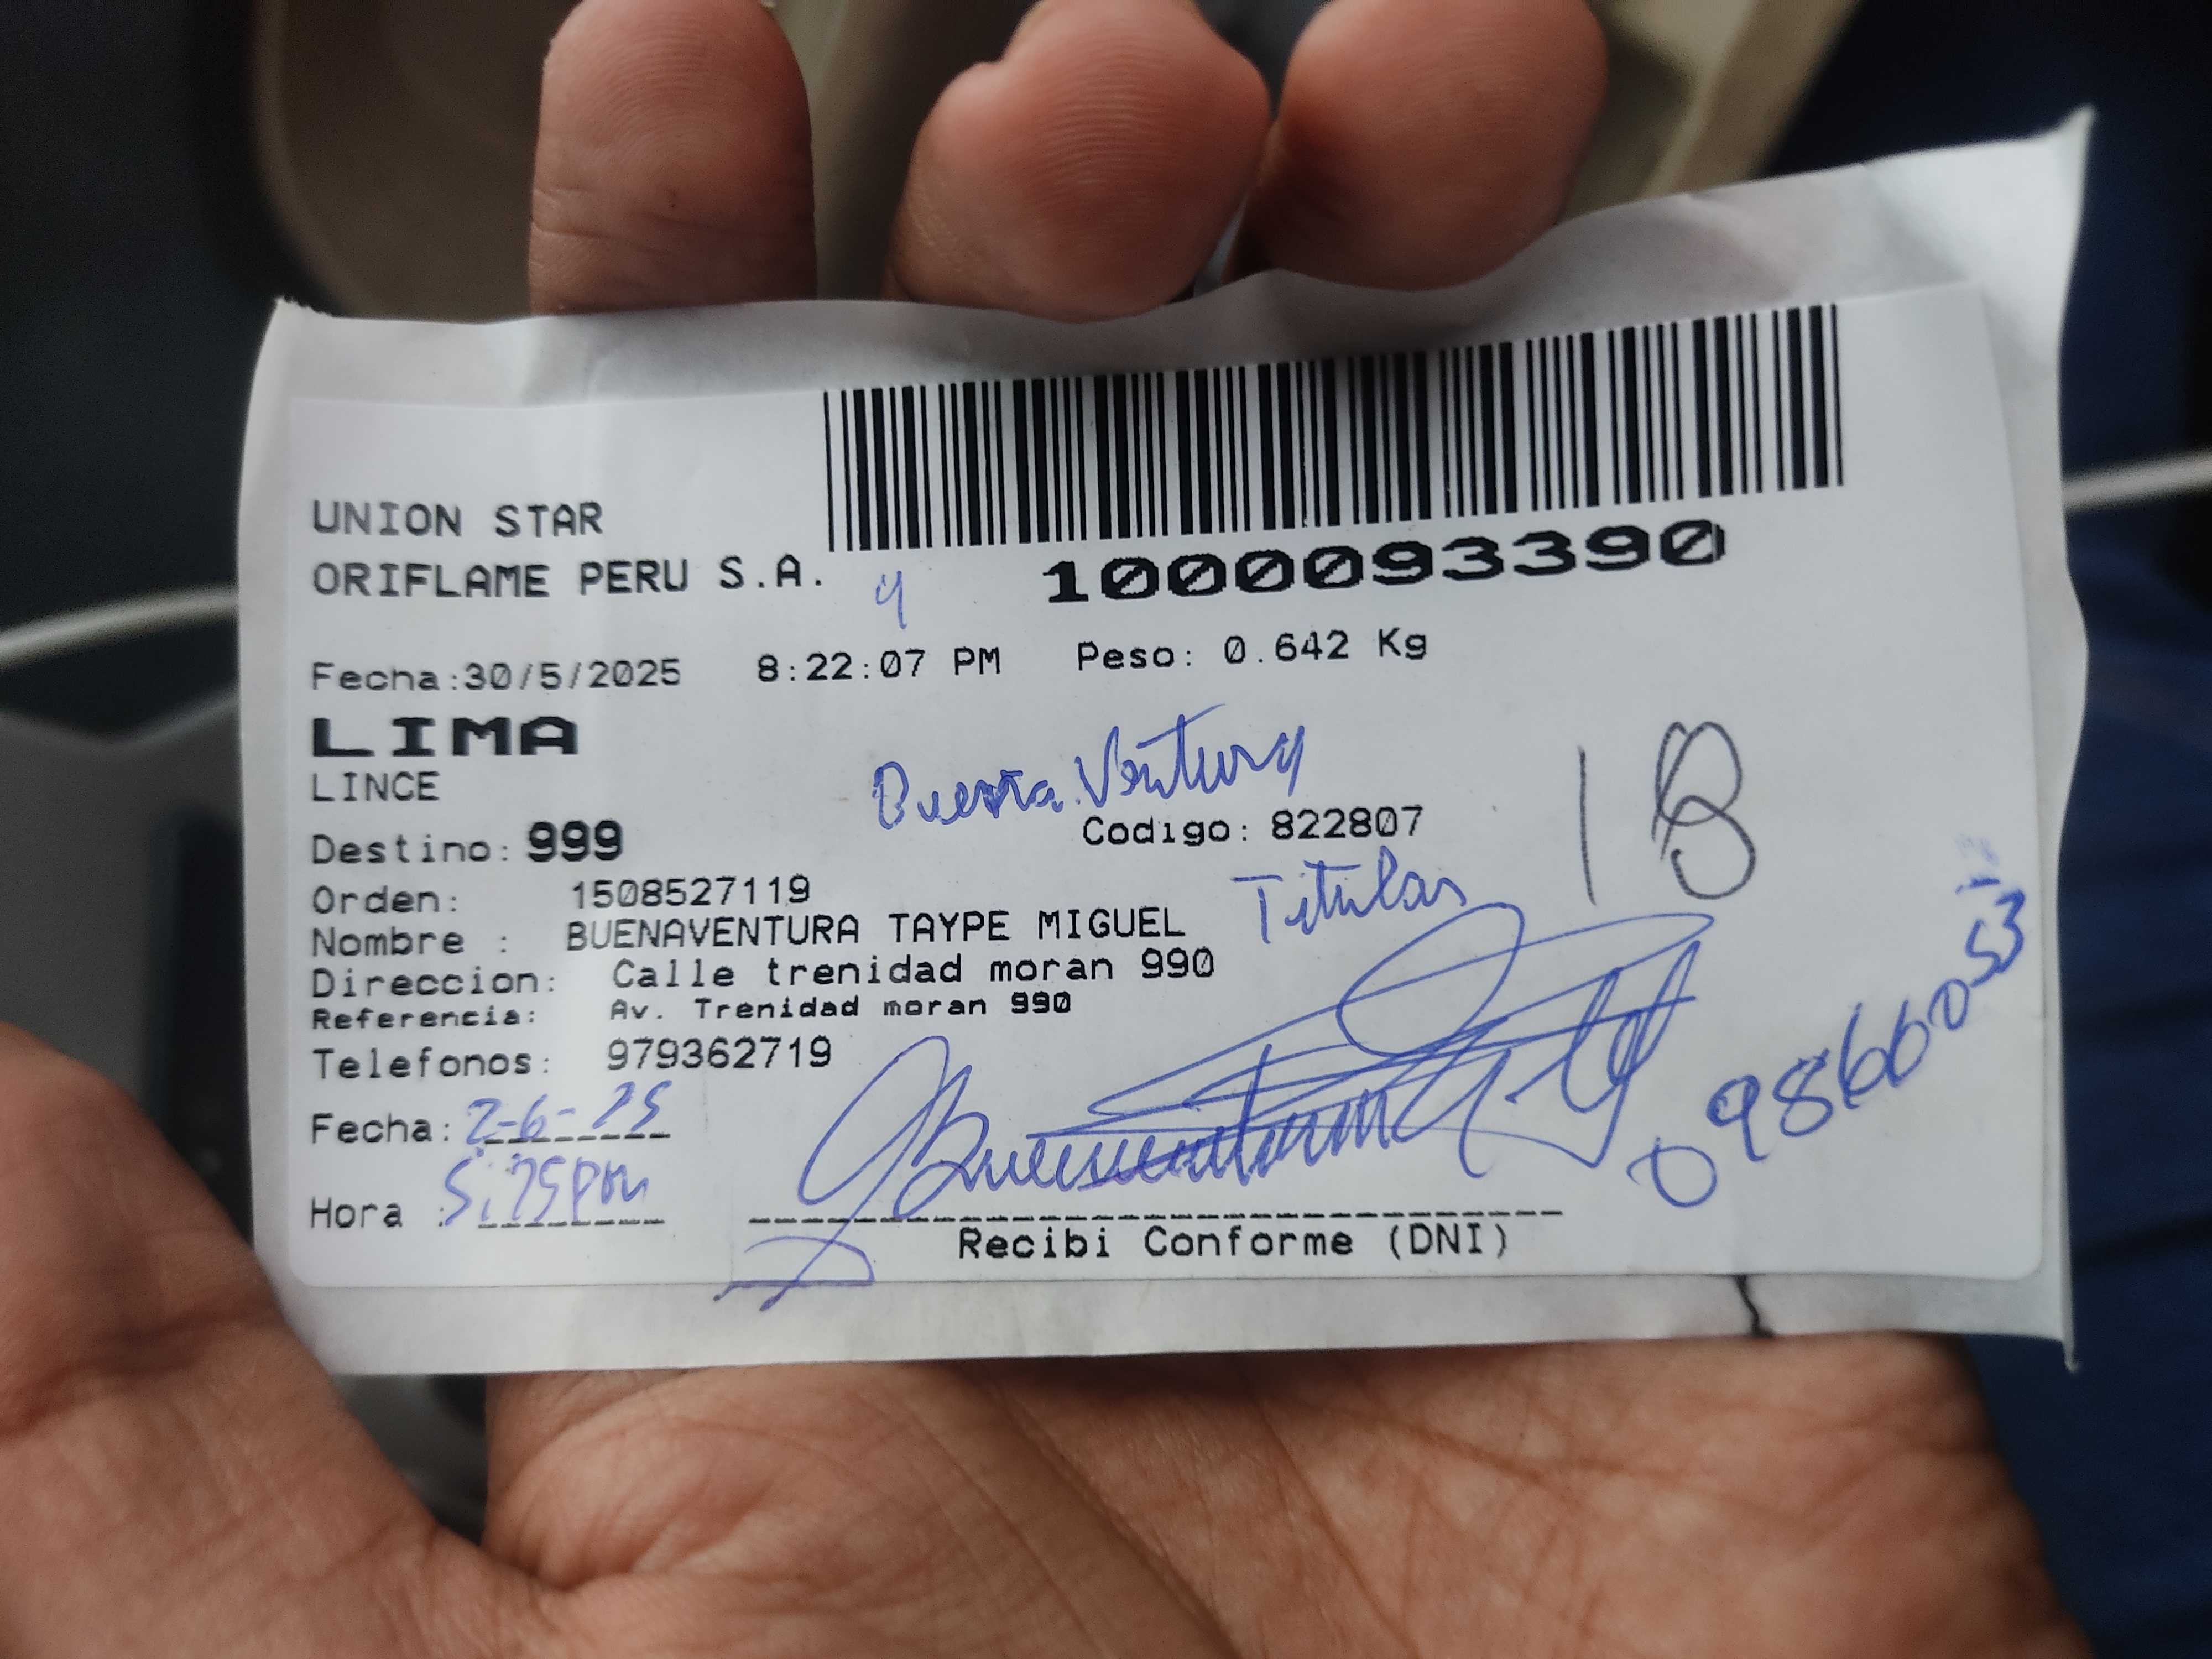 UNION STAR
ORIFLAME PERU S.A.
4
1000093390
Fecha:30/5/2025 8:22:07 PM Peso: 0.642 Kg
LIMA
LINCE
Buena Ventura
18
Destino: 999
Codigo: 822807
Orden: 1508527119
Titular
Nombre : BUENAVENTURA TAYPE MIGUEL
Direccion: Calle trenidad moran 990
Referencia: Av. Trenidad moran 990
Telefonos: 979362719
Fecha: 2-6-25
Hora : 5:25pm
Recibi Conforme (DNI)